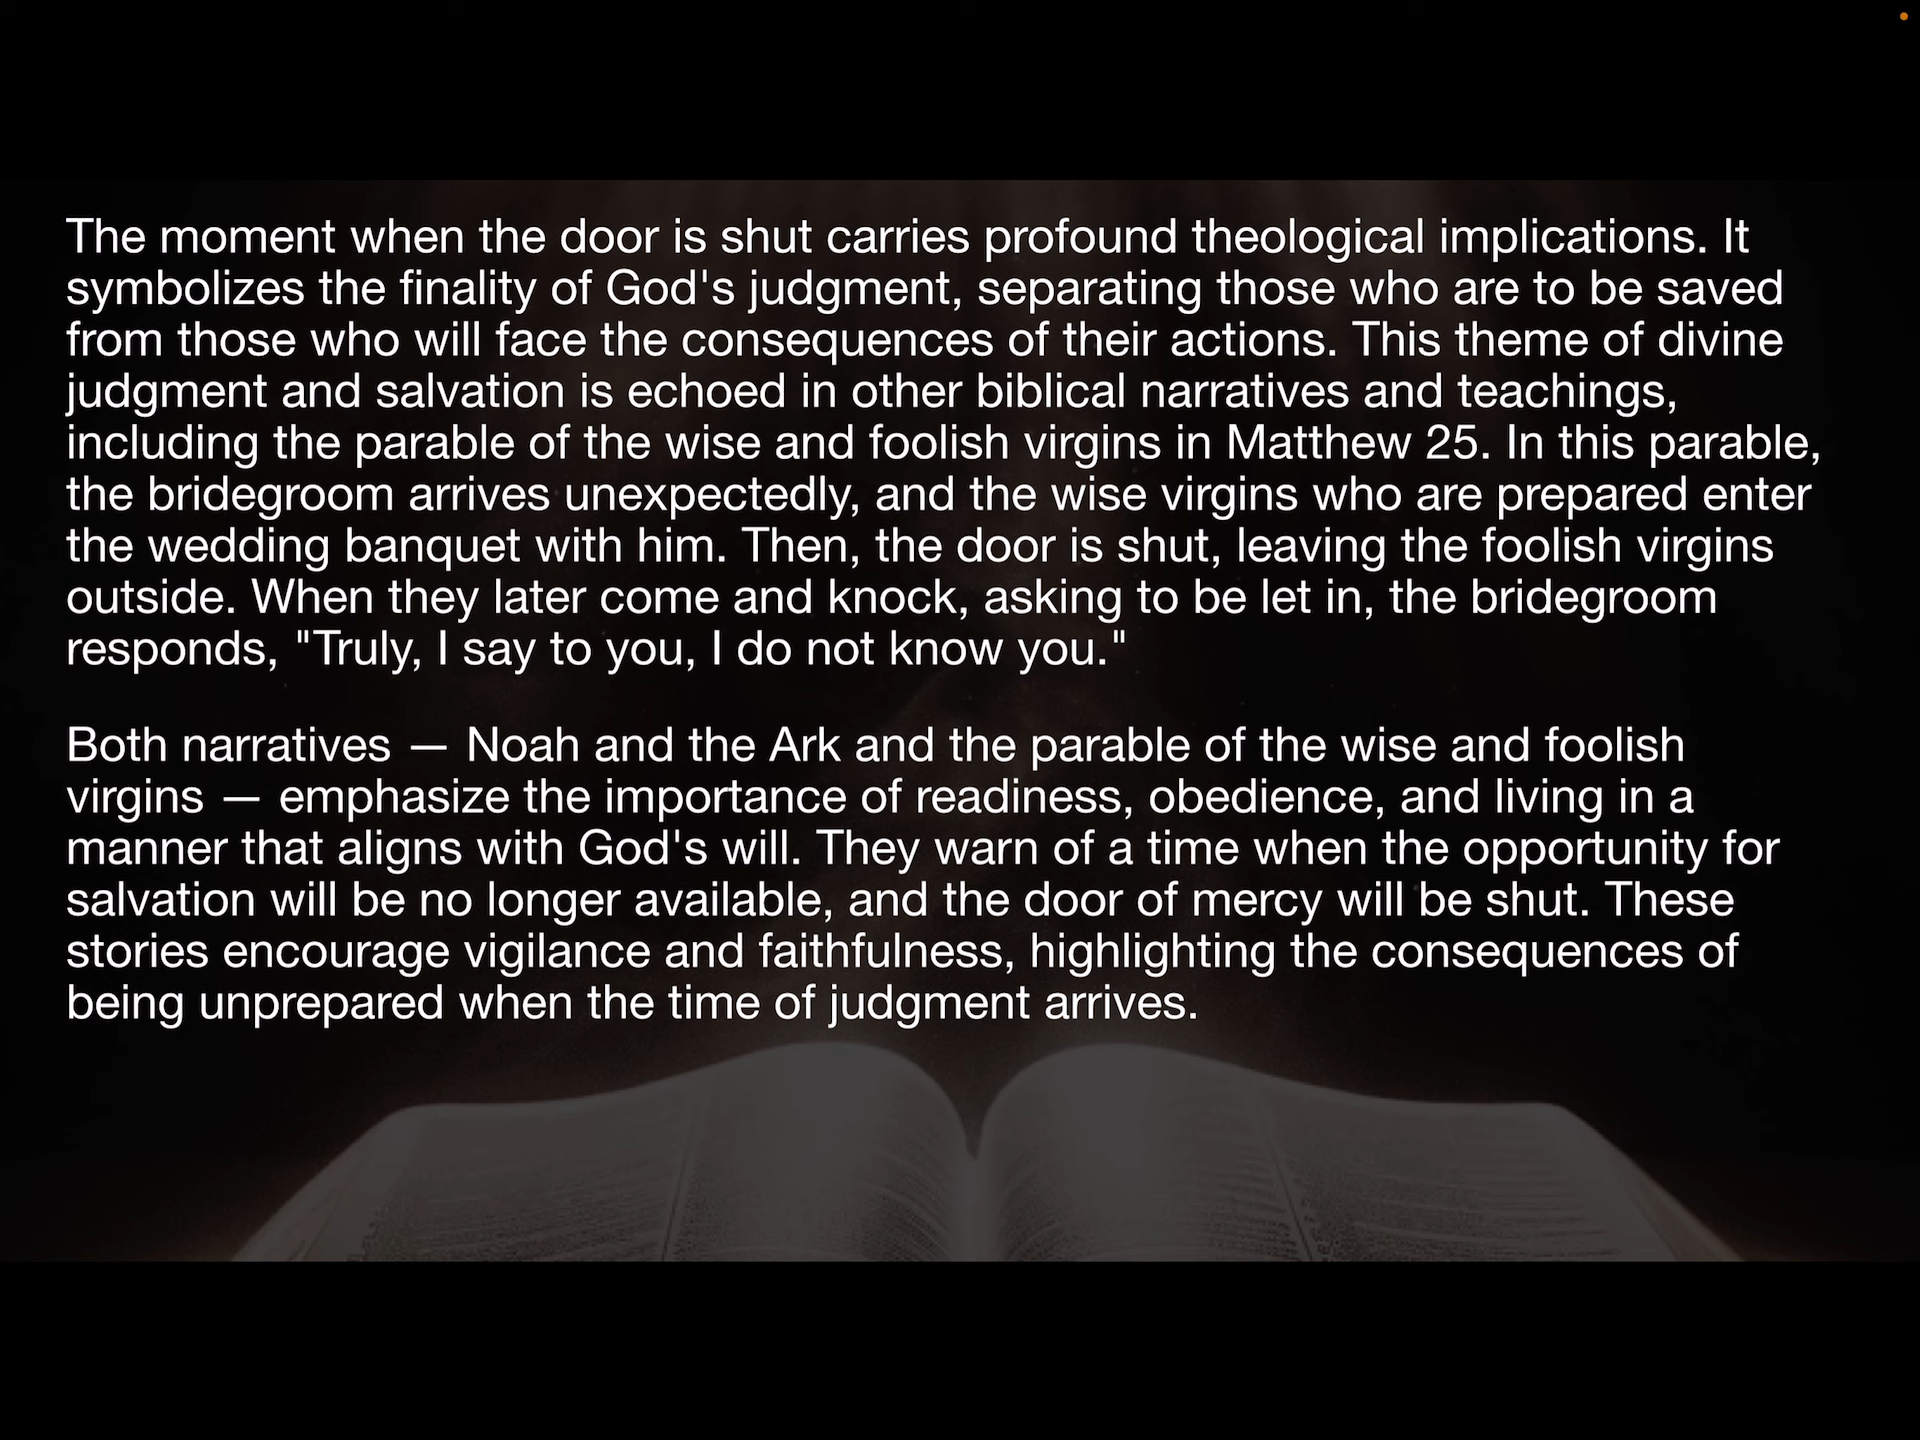 The moment when the door is shut carries profound theological implications. It
symbolizes the finality of God's judgment, separating those who are to be saved
from those who will face the consequences of their actions. This theme of divine
judgment and salvation is echoed in other biblical narratives and teachings,
including the parable of the wise and foolish virgins in Matthew 25. In this parable,
the bridegroom arrives unexpectedly, and the wise virgins who are prepared enter
the wedding banquet with him. Then, the door is shut, leaving the foolish virgins
outside. When they later come and knock, asking to be let in, the bridegroom
responds, "Truly, I say to you, I do not know you."
Both narratives — Noah and the Ark and the parable of the wise and foolish
virgins — emphasize the importance of readiness, obedience, and living in a
manner that aligns with God's will. They warn of a time when the opportunity for
salvation will be no longer available, and the door of mercy will be shut. These
stories encourage vigilance and faithfulness, highlighting the consequences of
being unprepared when the time of judgment arrives.